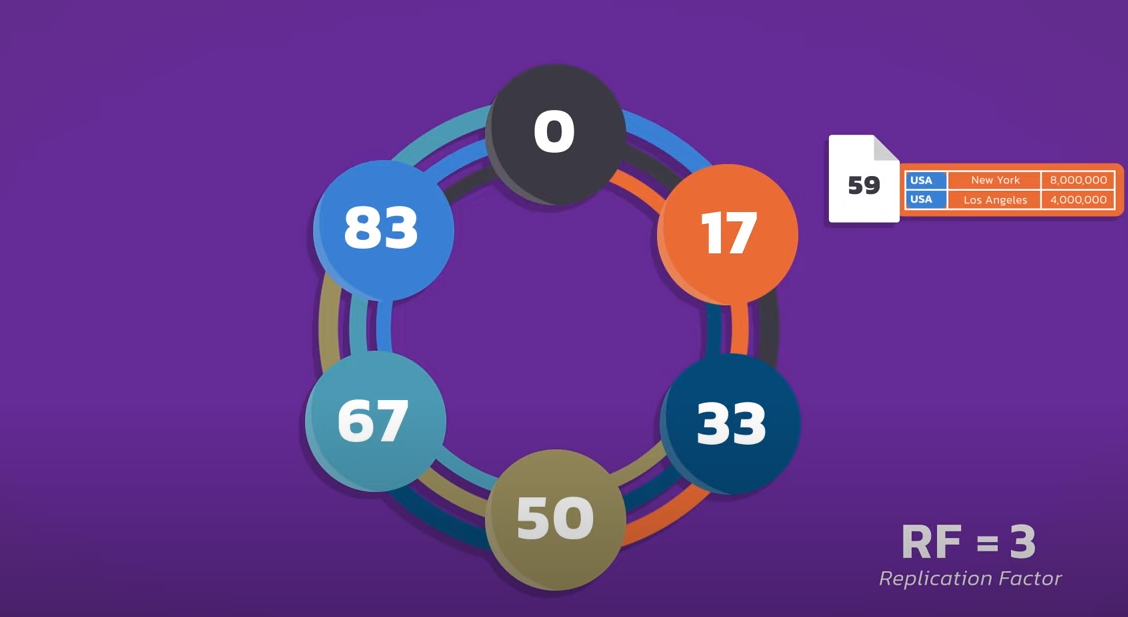 0
83
17
59
USA New York 8,000,000
USA Los Angeles 4,000,000
67
33
50
RF = 3
Replication Factor